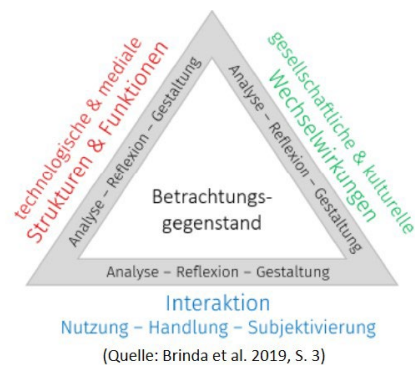 technologische & mediale
Strukturen & Funktionen
Analyse – Reflexion – Gestaltung
gesellschaftliche & kulturelle
Wechselwirkungen
Analyse – Reflexion – Gestaltung
Betrachtungs-
gegenstand
Analyse – Reflexion – Gestaltung
Interaktion
Nutzung – Handlung – Subjektivierung
(Quelle: Brinda et al. 2019, S. 3)